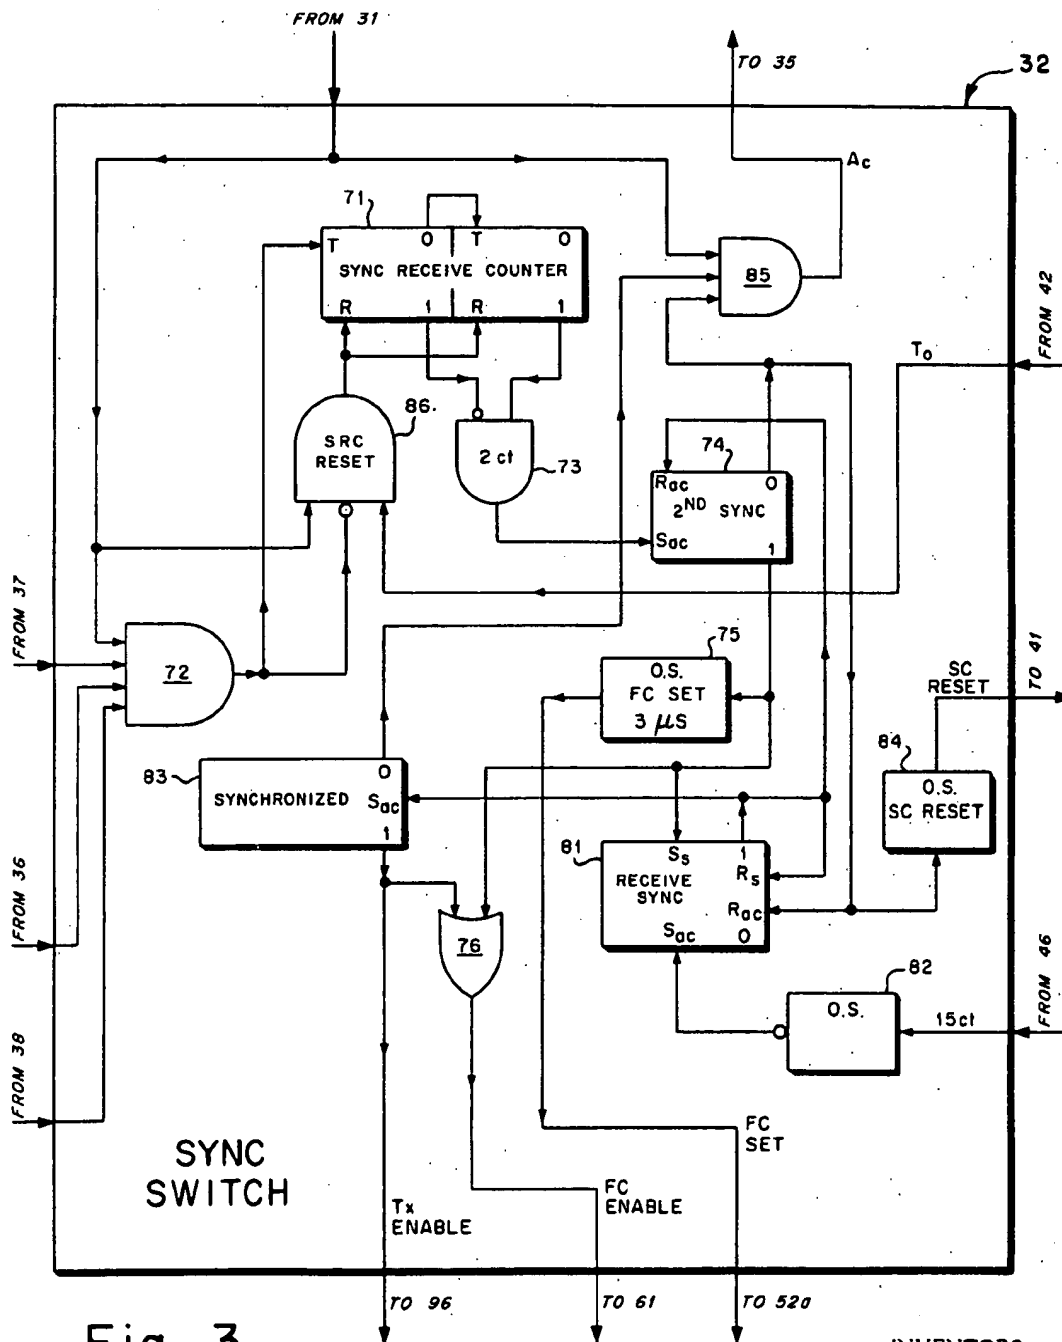 FROM 31
TO 35
32
Ac
71
T
0
T
0
SYNC RECEIVE COUNTER
R
1
R
1
85
FROM 42
To
86.
SRC
RESET
2 ct
73
74
Rac
0
2ND SYNC
Sac
1
FROM 37
72
75
O.S.
FC SET
3 μS
SC
RESET
TO 41
83
0
SYNCHRONIZED
Sac
1
84
O.S.
SC RESET
81
Ss
1
RECEIVE
SYNC
Rs
Rac
Sac
0
FROM 36
76
82
O.S.
15ct
FROM 46
FROM 38
SYNC
SWITCH
FC
SET
Tx
ENABLE
FC
ENABLE
TO 96
TO 61
TO 52a
Fig. 3
INVENTORS